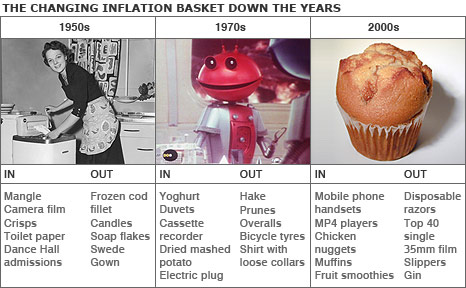 THE CHANGING INFLATION BASKET DOWN THE YEARS
1950s
1970s
2000s
IN
Mangle
Camera film
Crisps
Toilet paper
Dance Hall
admissions
OUT
Frozen cod
fillet
Candles
Soap flakes
Swede
Gown
IN
Yoghurt
Duvets
Cassette
recorder
Dried mashed
potato
Electric plug
OUT
Hake
Prunes
Overalls
Bicycle tyres
Shirt with
loose collars
IN
Mobile phone
handsets
MP4 players
Chicken
nuggets
Muffins
Fruit smoothies
OUT
Disposable
razors
Top 40
single
35mm film
Slippers
Gin